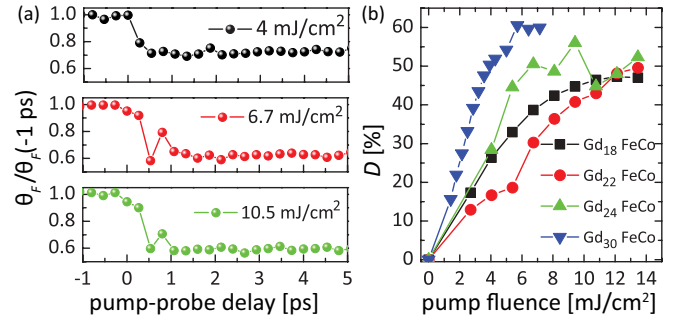 (a)
1.0
0.8
0.6
4 mJ/cm²
1.0
0.8
0.6
6.7 mJ/cm²
1.0
0.8
0.6
10.5 mJ/cm²
θF/θF(-1 ps)
-1 0 1 2 3 4 5
pump-probe delay [ps]
(b)
60
50
40
30
20
10
0
D [%]
Gd18 FeCo
Gd22 FeCo
Gd24 FeCo
Gd30 FeCo
0 2 4 6 8 10 12 14
pump fluence [mJ/cm²]